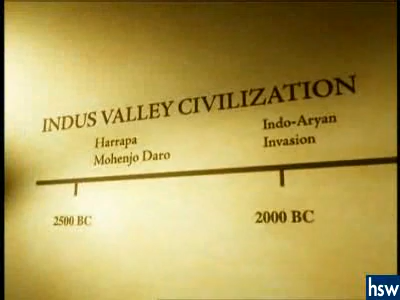 INDUS VALLEY CIVILIZATION
Harrapa
Mohenjo Daro
Indo-Aryan
Invasion
2500 BC
2000 BC
hsw